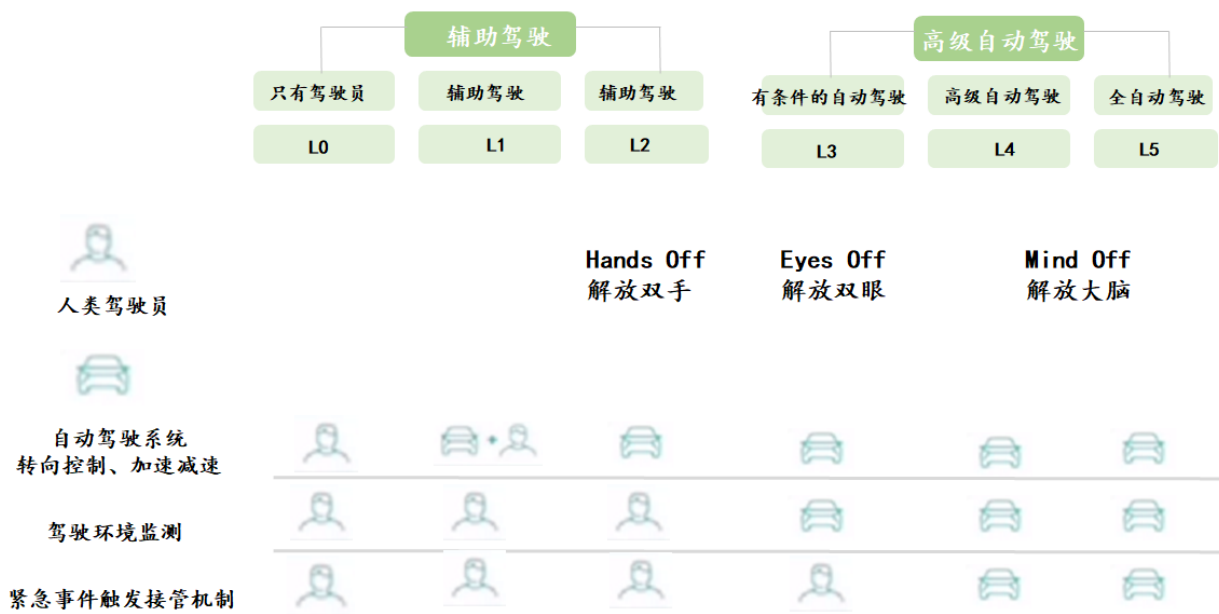 辅助驾驶
高级自动驾驶
只有驾驶员
辅助驾驶
辅助驾驶
有条件的自动驾驶
高级自动驾驶
全自动驾驶
L0
L1
L2
L3
L4
L5
Hands Off
解放双手
Eyes Off
解放双眼
Mind Off
解放大脑
人类驾驶员
自动驾驶系统
转向控制、加速减速
驾驶环境监测
紧急事件触发接管机制